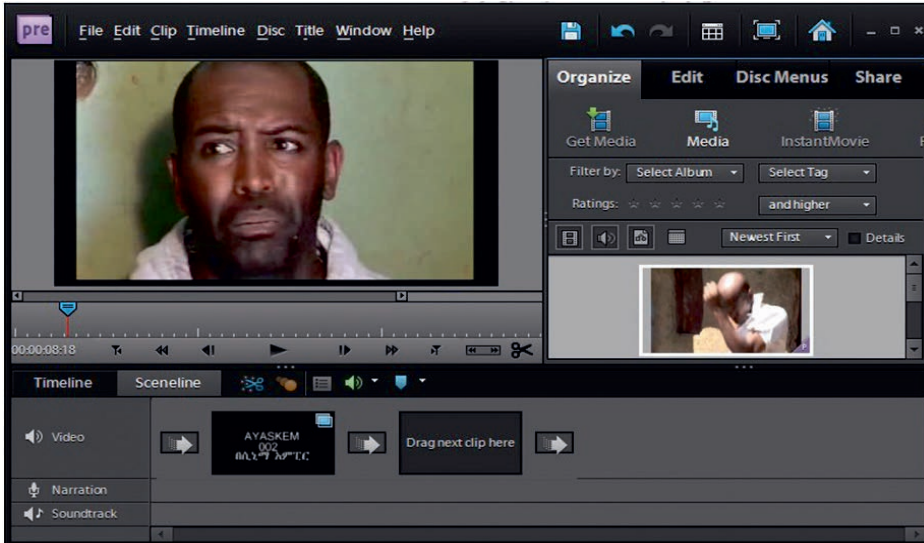 pre
File Edit Clip Timeline Disc Title Window Help
Organize Edit Disc Menus Share
Get Media Media InstantMovie
Filter by: Select Album Select Tag
Ratings: and higher
Newest First Details
00:00:08:18
Timeline Sceneline
Video
AYASKEM
002
በሲኒማ እምፓየር
Drag next clip here
Narration
Soundtrack